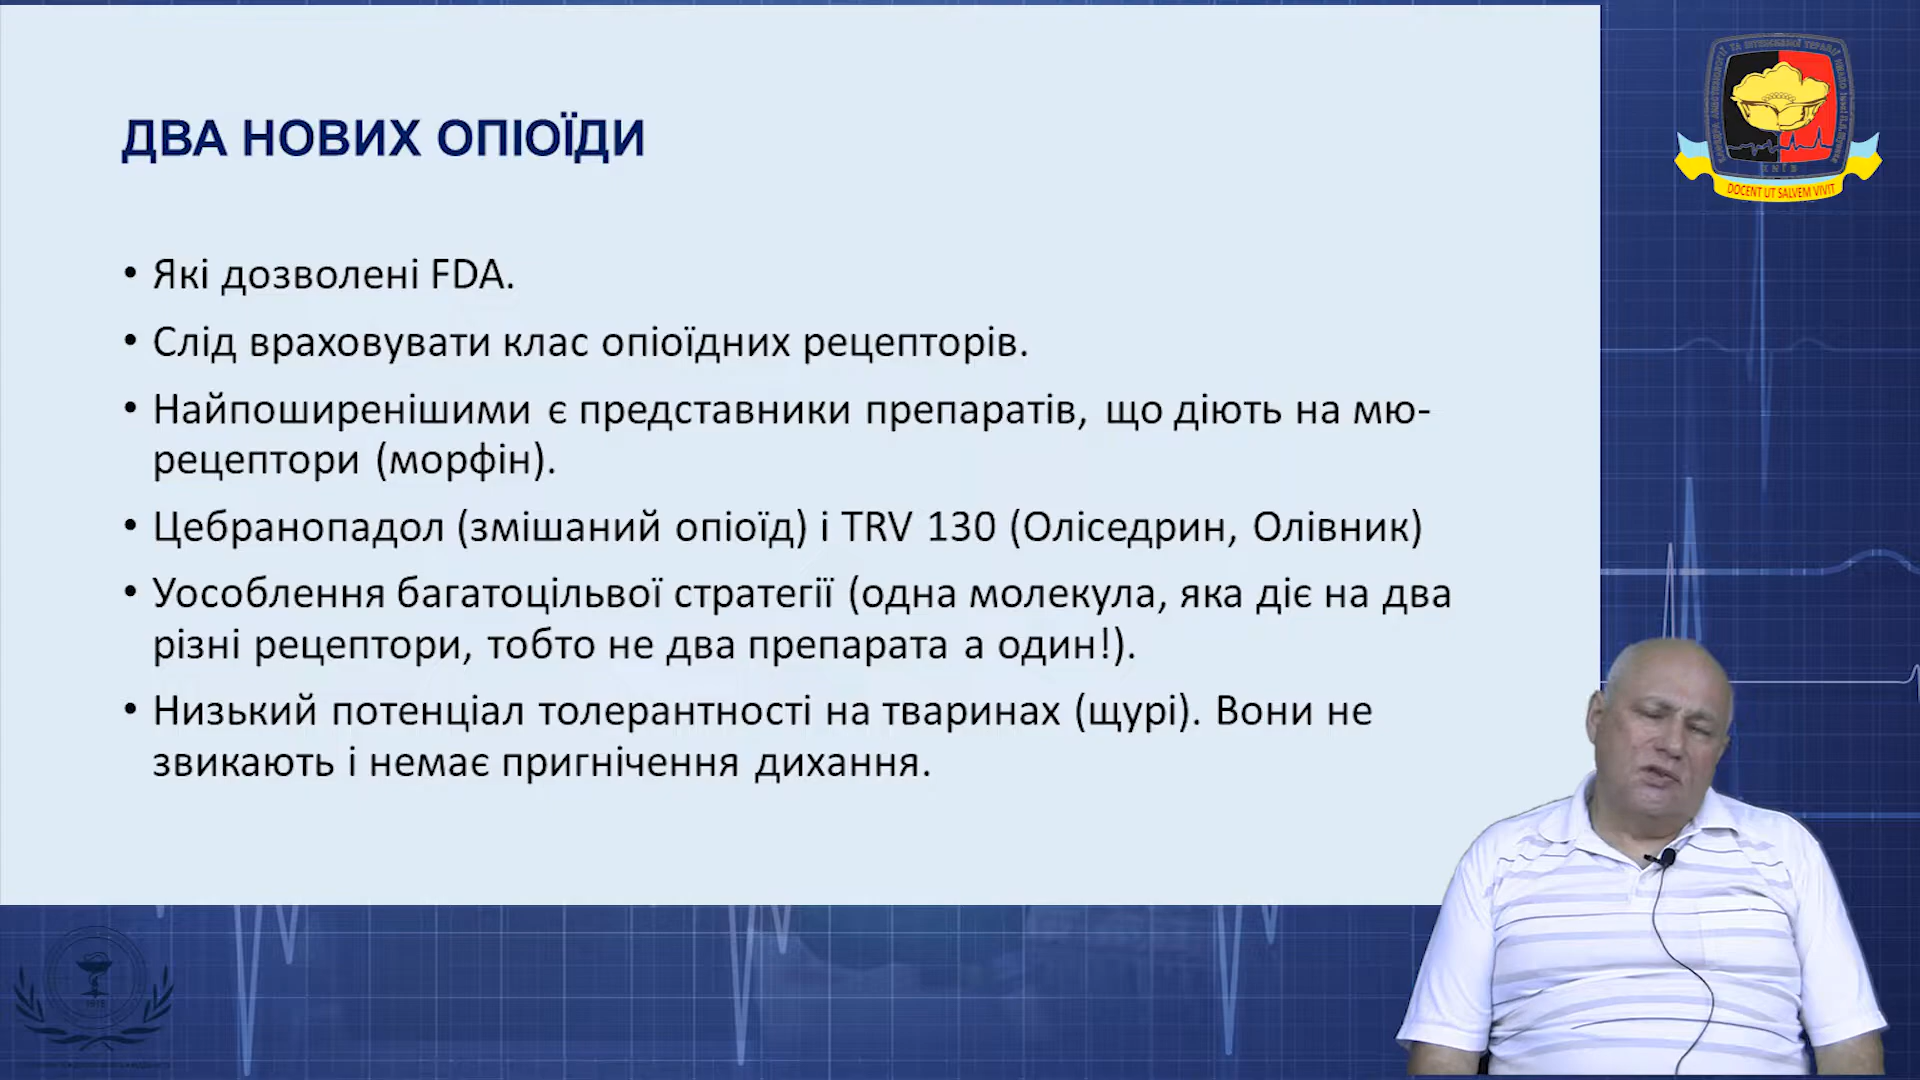 ДВА НОВИХ ОПІОЇДИ
• Які дозволені FDA.
• Слід враховувати клас опіоїдних рецепторів.
• Найпоширенішими є представники препаратів, що діють на мю-
рецептори (морфін).
• Цебранопадол (змішаний опіоїд) і TRV 130 (Оліседрин, Олівник)
• Уособлення багатоцільвої стратегії (одна молекула, яка діє на два
різні рецептори, тобто не два препарата а один!).
• Низький потенціал толерантності на тваринах (щурі). Вони не
звикають і немає пригнічення дихання.
КИЇВ
DOCENT UT SALVEM VIVIT
1918